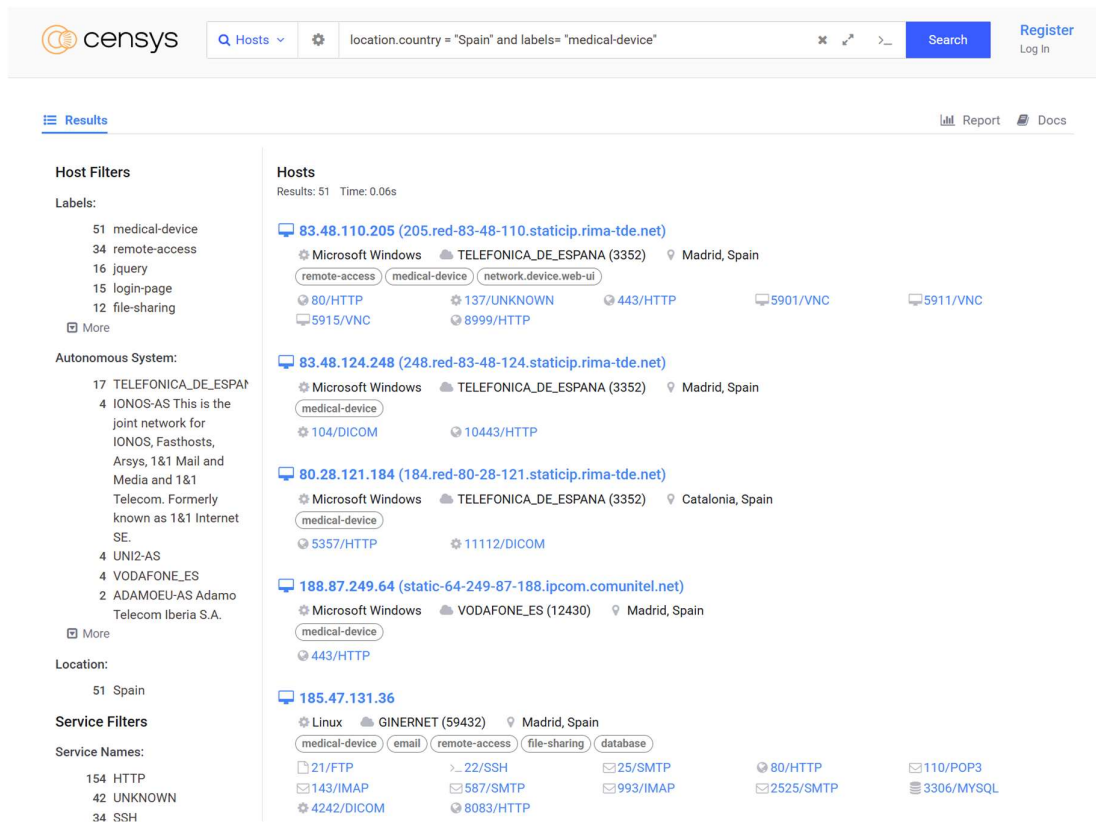 censys
Hosts
location.country = "Spain" and labels= "medical-device"
>_
Search
Register
Log In
Results
Report
Docs
Host Filters
Labels:
51 medical-device
34 remote-access
16 jquery
15 login-page
12 file-sharing
More
Autonomous System:
17 TELEFONICA_DE_ESPAN
4 IONOS-AS This is the
joint network for
IONOS, Fasthosts,
Arsys, 1&1 Mail and
Media and 1&1
Telecom. Formerly
known as 1&1 Internet
SE.
4 UNI2-AS
4 VODAFONE_ES
2 ADAMOEU-AS Adamo
Telecom Iberia S.A.
More
Location:
51 Spain
Service Filters
Service Names:
154 HTTP
42 UNKNOWN
34 SSH
Hosts
Results: 51 Time: 0.06s
83.48.110.205 (205.red-83-48-110.staticip.rima-tde.net)
Microsoft Windows TELEFONICA_DE_ESPANA (3352) Madrid, Spain
remote-access medical-device network.device.web-ui
80/HTTP 137/UNKNOWN 443/HTTP 5901/VNC 5911/VNC
5915/VNC 8999/HTTP
83.48.124.248 (248.red-83-48-124.staticip.rima-tde.net)
Microsoft Windows TELEFONICA_DE_ESPANA (3352) Madrid, Spain
medical-device
104/DICOM 10443/HTTP
80.28.121.184 (184.red-80-28-121.staticip.rima-tde.net)
Microsoft Windows TELEFONICA_DE_ESPANA (3352) Catalonia, Spain
medical-device
5357/HTTP 11112/DICOM
188.87.249.64 (static-64-249-87-188.ipcom.comunitel.net)
Microsoft Windows VODAFONE_ES (12430) Madrid, Spain
medical-device
443/HTTP
185.47.131.36
Linux GINERNET (59432) Madrid, Spain
medical-device email remote-access file-sharing database
21/FTP >_ 22/SSH 25/SMTP 80/HTTP 110/POP3
143/IMAP 587/SMTP 993/IMAP 2525/SMTP 3306/MYSQL
4242/DICOM 8083/HTTP